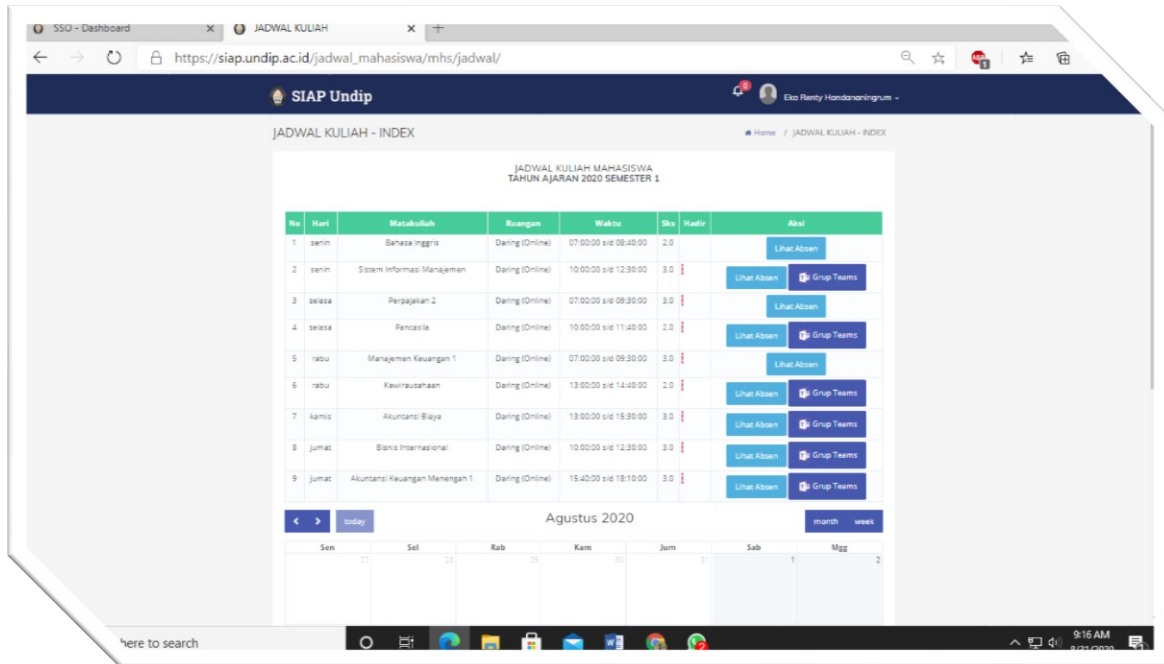 SSO - Dashboard
JADWAL KULIAH
https://siap.undip.ac.id/jadwal_mahasiswa/mhs/jadwal/
SIAP Undip
Eko Renty Handananingrum
JADWAL KULIAH - INDEX
Home / JADWAL KULIAH - INDEX
JADWAL KULIAH MAHASISWA
TAHUN AJARAN 2020 SEMESTER 1
No Hari Matakuliah Ruangan Waktu Sks Hadir Aksi
1 senin Bahasa Inggris Daring (Online) 07:00:00 s/d 08:40:00 2.0 Lihat Absen
2 senin Sistem Informasi Manajemen Daring (Online) 10:00:00 s/d 12:30:00 3.0 Lihat Absen Grup Teams
3 selasa Perpajakan 2 Daring (Online) 07:00:00 s/d 09:30:00 3.0 Lihat Absen
4 selasa Pancasila Daring (Online) 10:00:00 s/d 11:40:00 2.0 Lihat Absen Grup Teams
5 rabu Manajemen Keuangan 1 Daring (Online) 07:00:00 s/d 09:30:00 3.0 Lihat Absen
6 rabu Kewirausahaan Daring (Online) 13:00:00 s/d 14:40:00 2.0 Lihat Absen Grup Teams
7 kamis Akuntansi Biaya Daring (Online) 13:00:00 s/d 15:30:00 3.0 Lihat Absen Grup Teams
8 jumat Bisnis Internasional Daring (Online) 10:00:00 s/d 12:30:00 3.0 Lihat Absen Grup Teams
9 jumat Akuntansi Keuangan Menengah 1 Daring (Online) 15:40:00 s/d 18:10:00 3.0 Lihat Absen Grup Teams
today Agustus 2020 month week
Sen Sel Rab Kam Jum Sab Mgg
27 28 29 30 31 1 2
here to search
9:16 AM